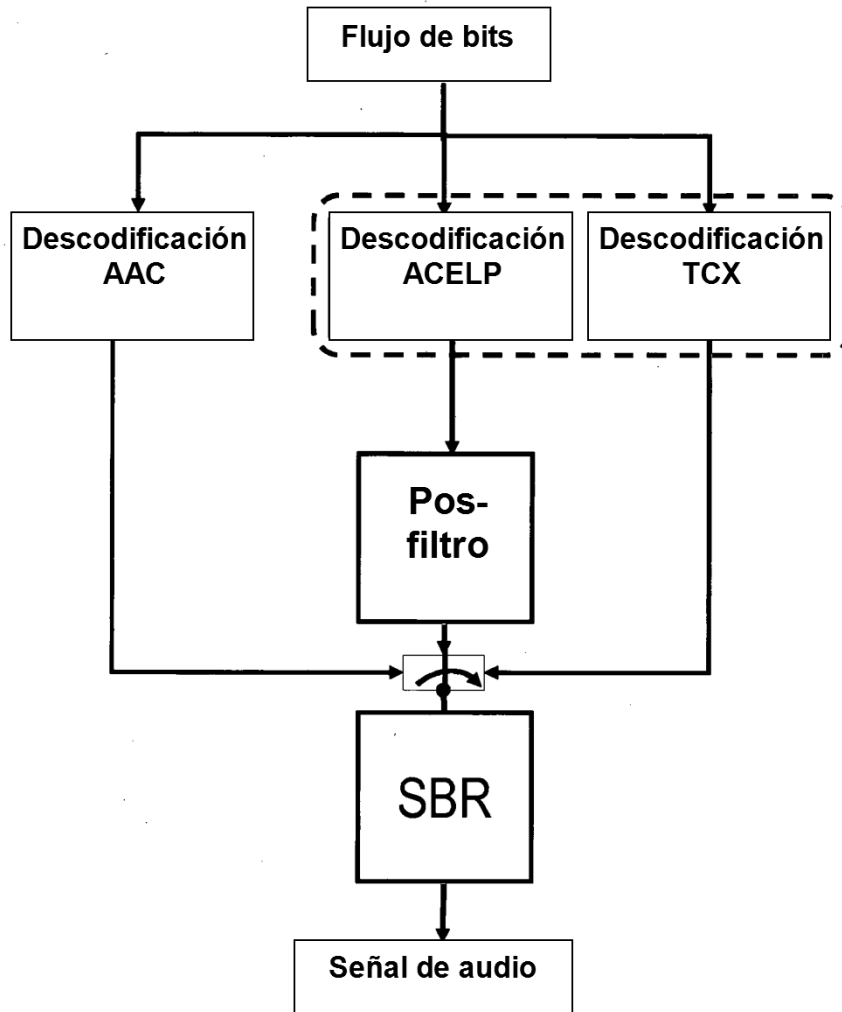 Flujo de bits
Descodificación
AAC
Descodificación
ACELP
Descodificación
TCX
Pos-
filtro
SBR
Señal de audio